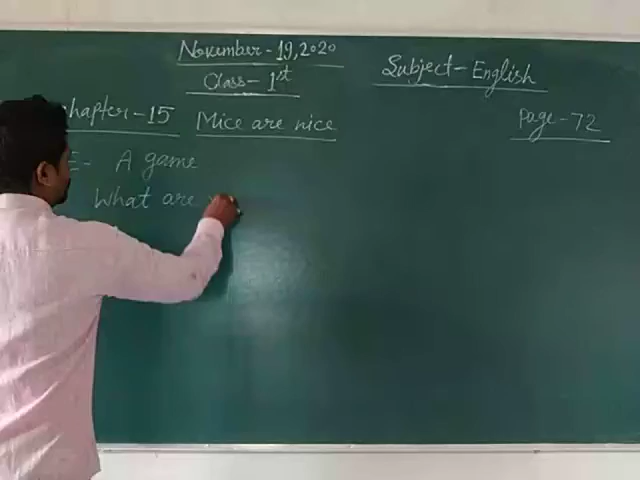 November - 19, 2020
Class - 1st
Subject - English
Chapter - 15 Mice are nice
Page - 72
E - A game
What are